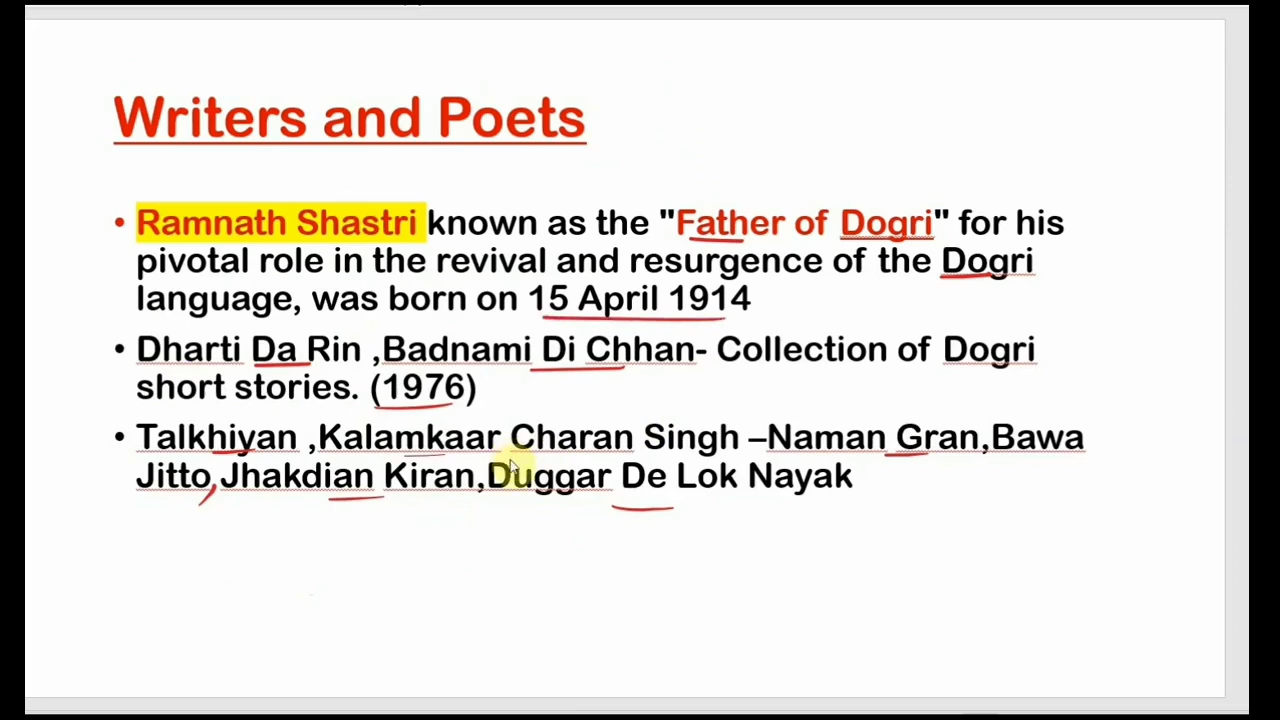 Writers and Poets
• Ramnath Shastri known as the "Father of Dogri" for his
pivotal role in the revival and resurgence of the Dogri
language, was born on 15 April 1914
• Dharti Da Rin ,Badnami Di Chhan- Collection of Dogri
short stories. (1976)
• Talkhiyan ,Kalamkaar Charan Singh –Naman Gran,Bawa
Jitto,Jhakdian Kiran,Duggar De Lok Nayak